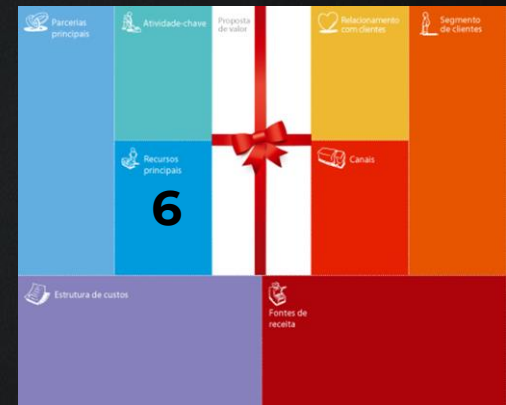 Parcerias
principais
Atividade-chave
Proposta
de valor
Relacionamento
com clientes
Segmento
de clientes
Recursos
principais
6
Canais
Estrutura de custos
Fontes de
receita